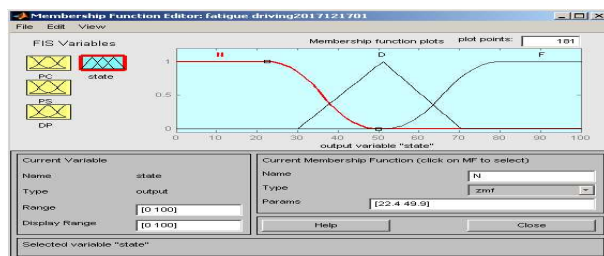 Membership Function Editor: fatigue driving2017121701
File Edit View
FIS Variables
PC
state
PS
DP
Membership function plots
plot points:
181
N
D
F
1
0.5
0
0 10 20 30 40 50 60 70 80 90 100
output variable "state"
Current Variable
Name state
Type output
Range [0 100]
Display Range [0 100]
Current Membership Function (click on MF to select)
Name N
Type zmf
Params [22.4 49.9]
Help
Close
Selected variable "state"